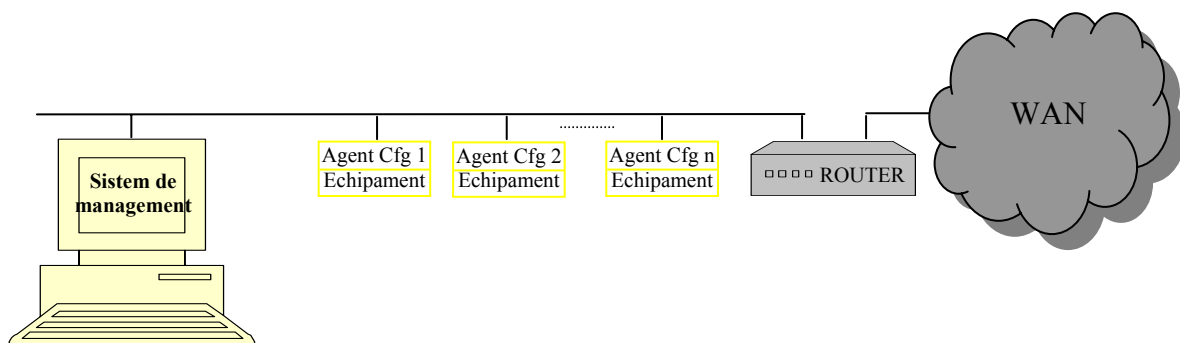 WAN
Agent Cfg 1
Echipament
Agent Cfg 2
Echipament
Agent Cfg n
Echipament
ROUTER
Sistem de
management